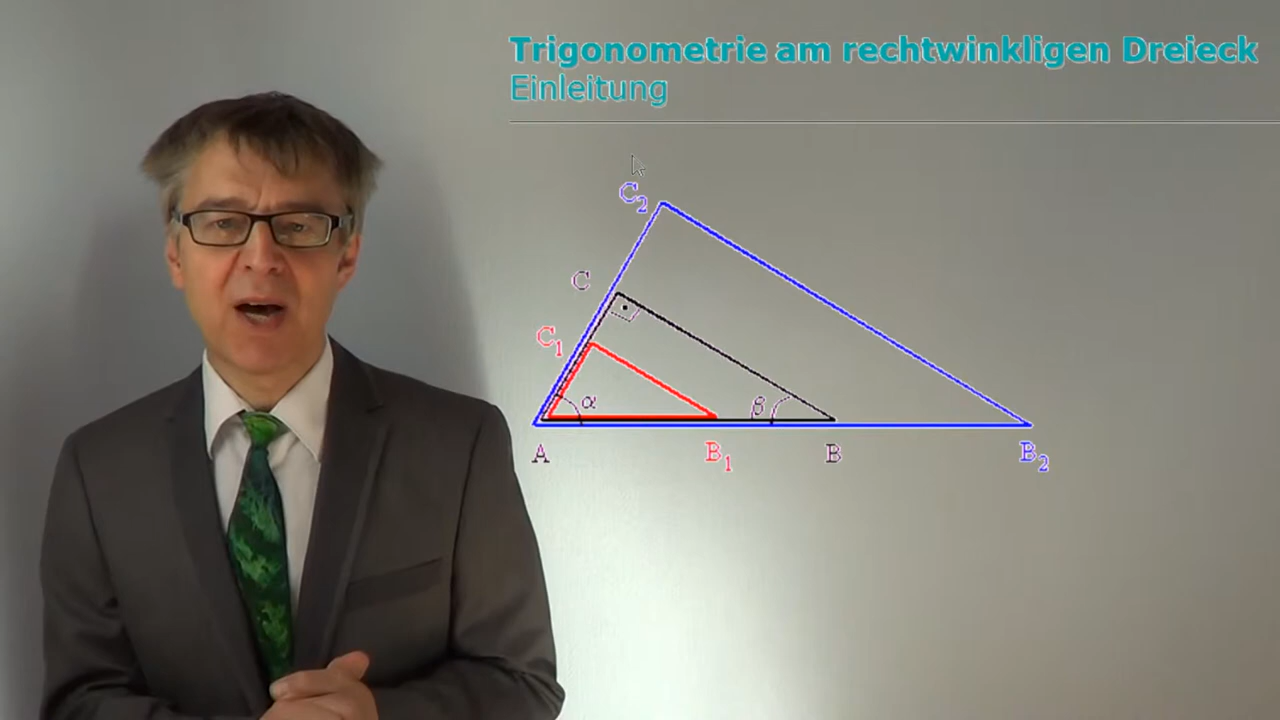 Trigonometrie am rechtwinkligen Dreieck
Einleitung
C₂
C
C₁
α
β
A
B₁
B
B₂